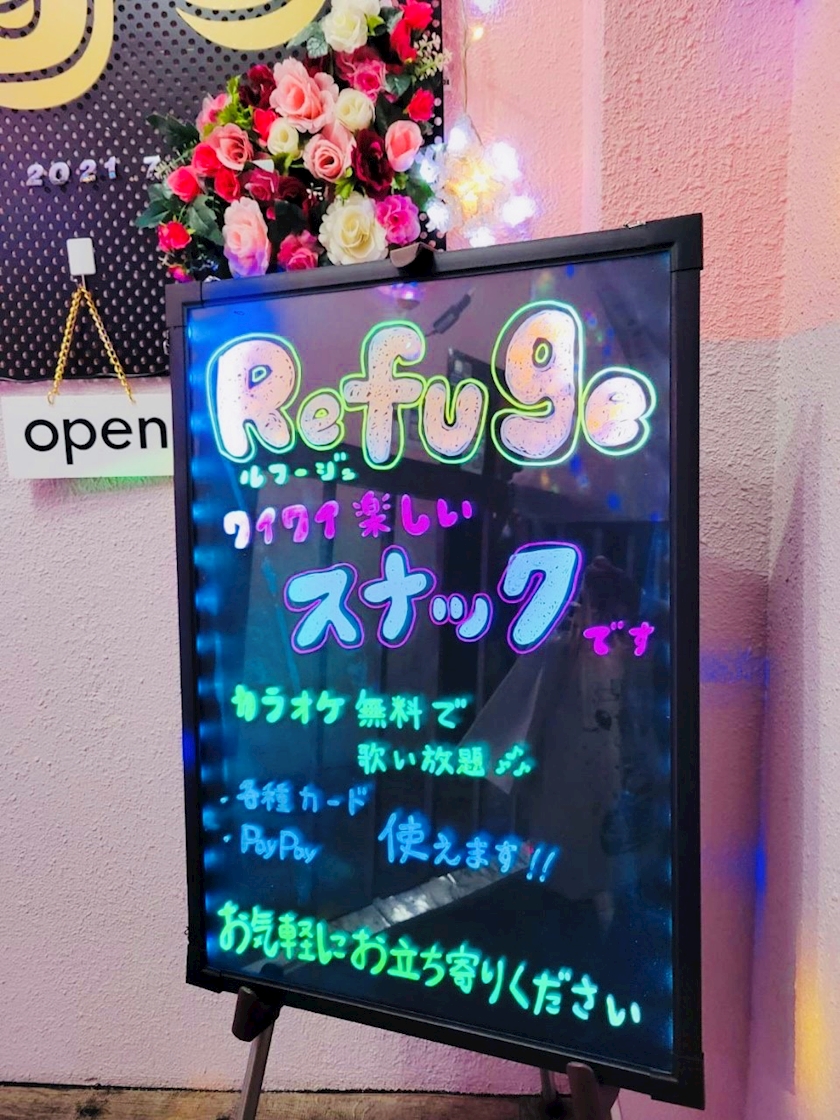 2021.7
open
Refuge
ルフージュ
ワイワイ楽しい
スナック
です
カラオケ無料で
歌い放題
・各種カード
・PayPay
使えます!!
お気軽にお立ち寄りください